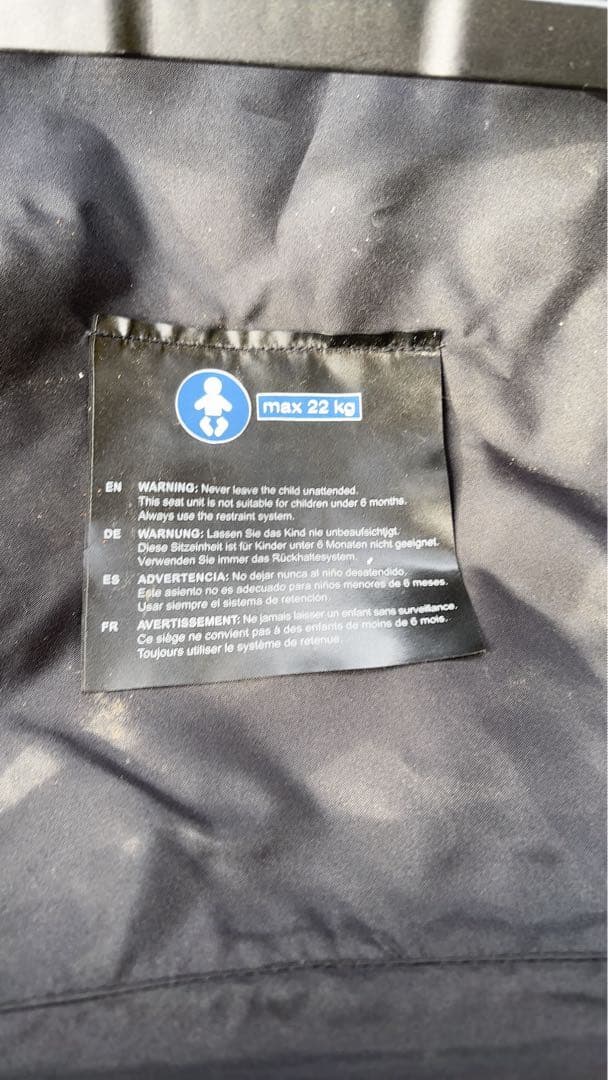 max 22 kg
EN WARNING: Never leave the child unattended.
This seat unit is not suitable for children under 6 months.
Always use the restraint system.
DE WARNUNG: Lassen Sie das Kind nie unbeaufsichtigt.
Diese Sitzeinheit ist für Kinder unter 6 Monaten nicht geeignet.
Verwenden Sie immer das Rückhaltesystem.
ES ADVERTENCIA: No dejar nunca al niño desatendido.
Este asiento no es adecuado para niños menores de 6 meses.
Usar siempre el sistema de retención.
FR AVERTISSEMENT: Ne jamais laisser un enfant sans surveillance.
Ce siège ne convient pas à des enfants de moins de 6 mois.
Toujours utiliser le système de retenue.